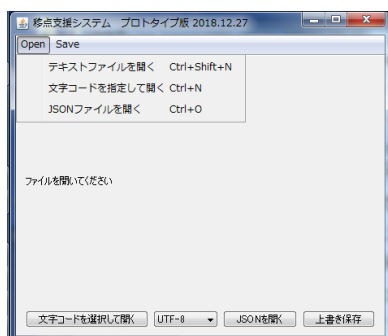 移点支援システム プロトタイプ版 2018.12.27
Open Save
テキストファイルを開く Ctrl+Shift+N
文字コードを指定して開く Ctrl+N
JSONファイルを開く Ctrl+O
ファイルを開いてください
文字コードを選択して開く UTF-8 JSONを開く 上書き保存